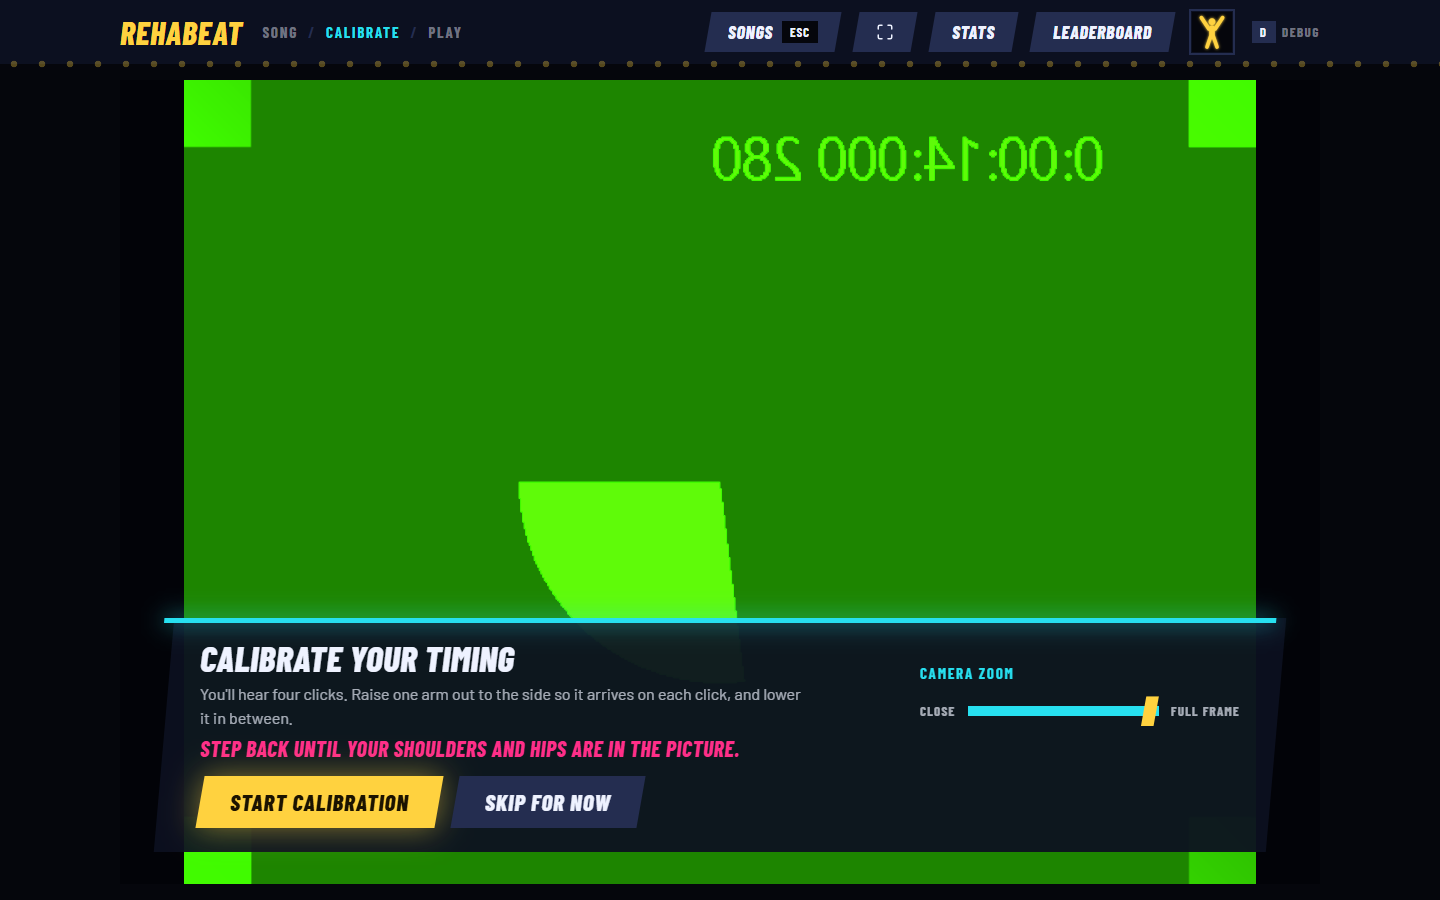 REHABEAT SONG / CALIBRATE / PLAY SONGS ESC STATS LEADERBOARD D DEBUG
0:00:14:000 280
CALIBRATE YOUR TIMING
You'll hear four clicks. Raise one arm out to the side so it arrives on each click, and lower
it in between.
STEP BACK UNTIL YOUR SHOULDERS AND HIPS ARE IN THE PICTURE.
START CALIBRATION SKIP FOR NOW
CAMERA ZOOM
CLOSE FULL FRAME